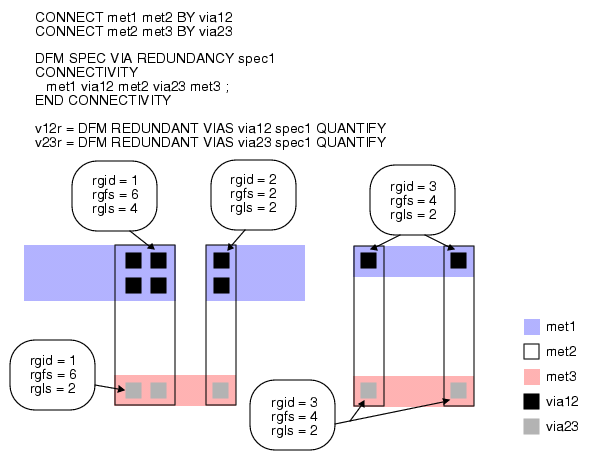 CONNECT met1 met2 BY via12
CONNECT met2 met3 BY via23
DFM SPEC VIA REDUNDANCY spec1
CONNECTIVITY
met1 via12 met2 via23 met3 ;
END CONNECTIVITY
v12r = DFM REDUNDANT VIAS via12 spec1 QUANTIFY
v23r = DFM REDUNDANT VIAS via23 spec1 QUANTIFY
rgid = 1
rgfs = 6
rgls = 4
rgid = 2
rgfs = 2
rgls = 2
rgid = 3
rgfs = 4
rgls = 2
rgid = 1
rgfs = 6
rgls = 2
rgid = 3
rgfs = 4
rgls = 2
met1
met2
met3
via12
via23